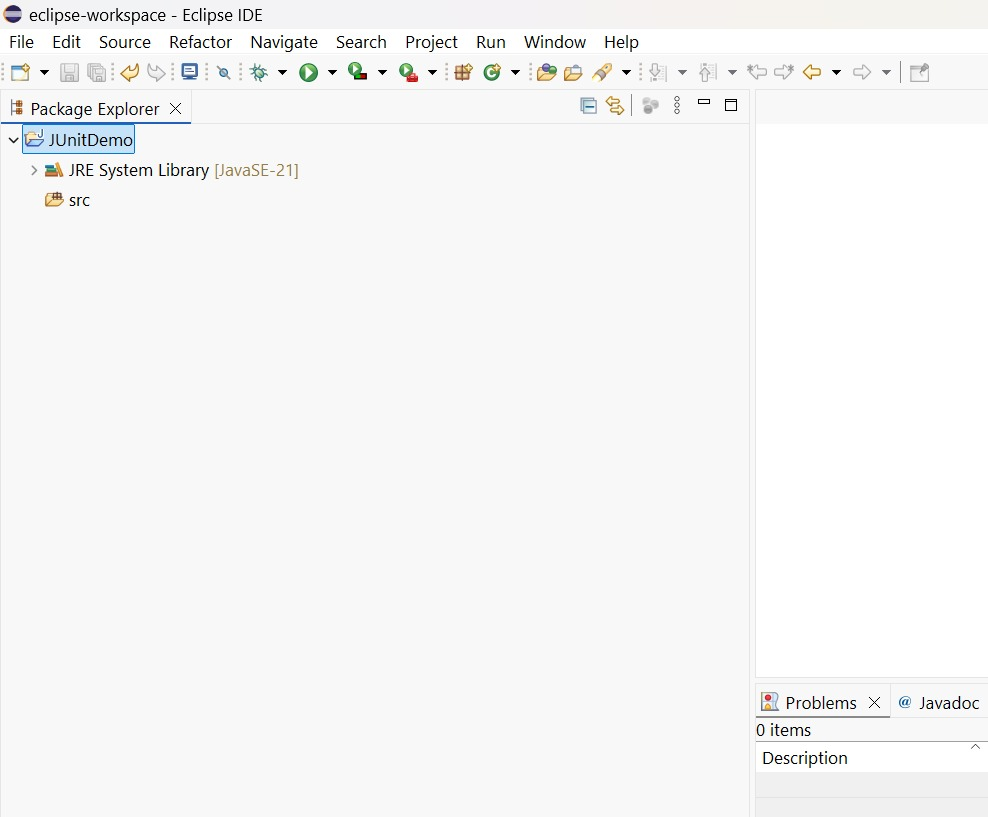 eclipse-workspace - Eclipse IDE
File Edit Source Refactor Navigate Search Project Run Window Help
Package Explorer
JUnitDemo
JRE System Library [JavaSE-21]
src
Problems @ Javadoc
0 items
Description